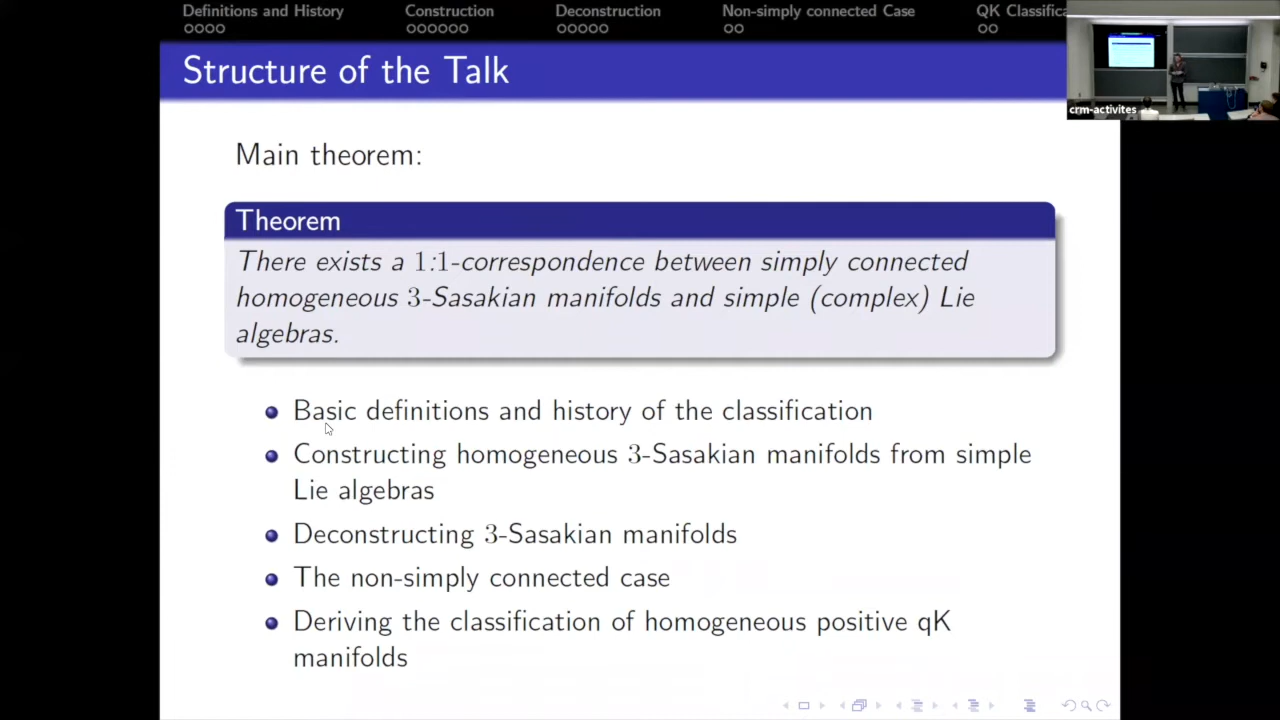 Definitions and History
Construction
Deconstruction
Non-simply connected Case
QK Classifica
crm-activites
Structure of the Talk
Main theorem:
Theorem
There exists a 1:1-correspondence between simply connected
homogeneous 3-Sasakian manifolds and simple (complex) Lie
algebras.
Basic definitions and history of the classification
Constructing homogeneous 3-Sasakian manifolds from simple
Lie algebras
Deconstructing 3-Sasakian manifolds
The non-simply connected case
Deriving the classification of homogeneous positive qK
manifolds